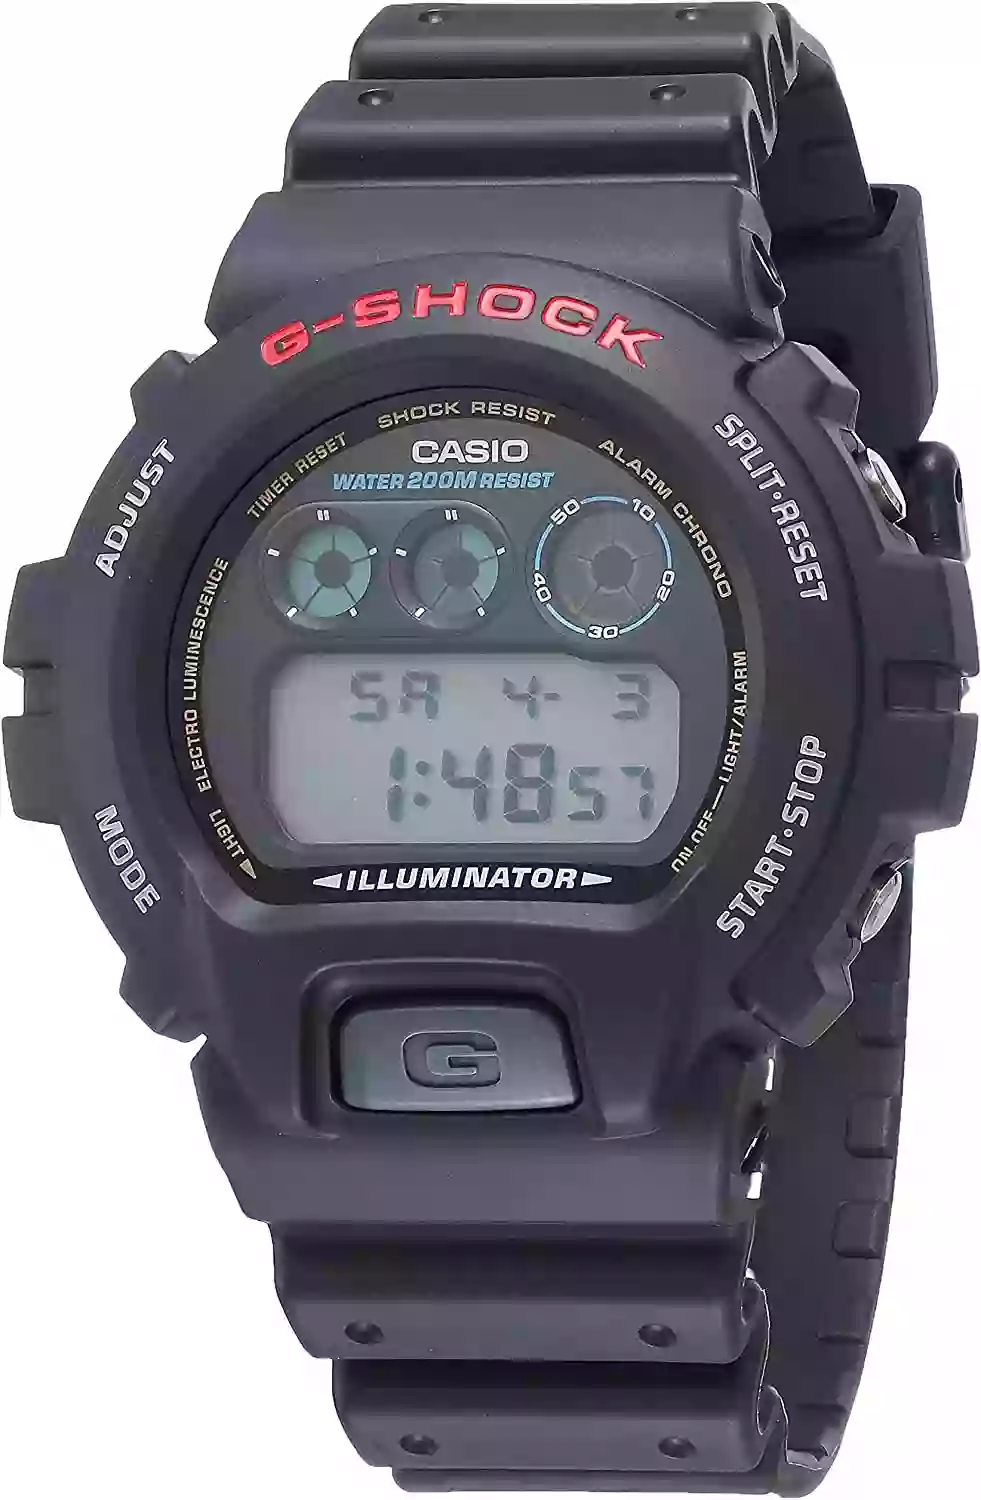 G-SHOCK
SHOCK RESIST
CASIO
WATER 200M RESIST
TIMER RESET
ALARM CHRONO
ADJUST
SPLIT·RESET
ELECTRO LUMINESCENCE
50 10
40 20
30
SA 4- 3
1:48 57
MODE
LIGHT
ON·OFF—LIGHT/ALARM
START·STOP
ILLUMINATOR
G